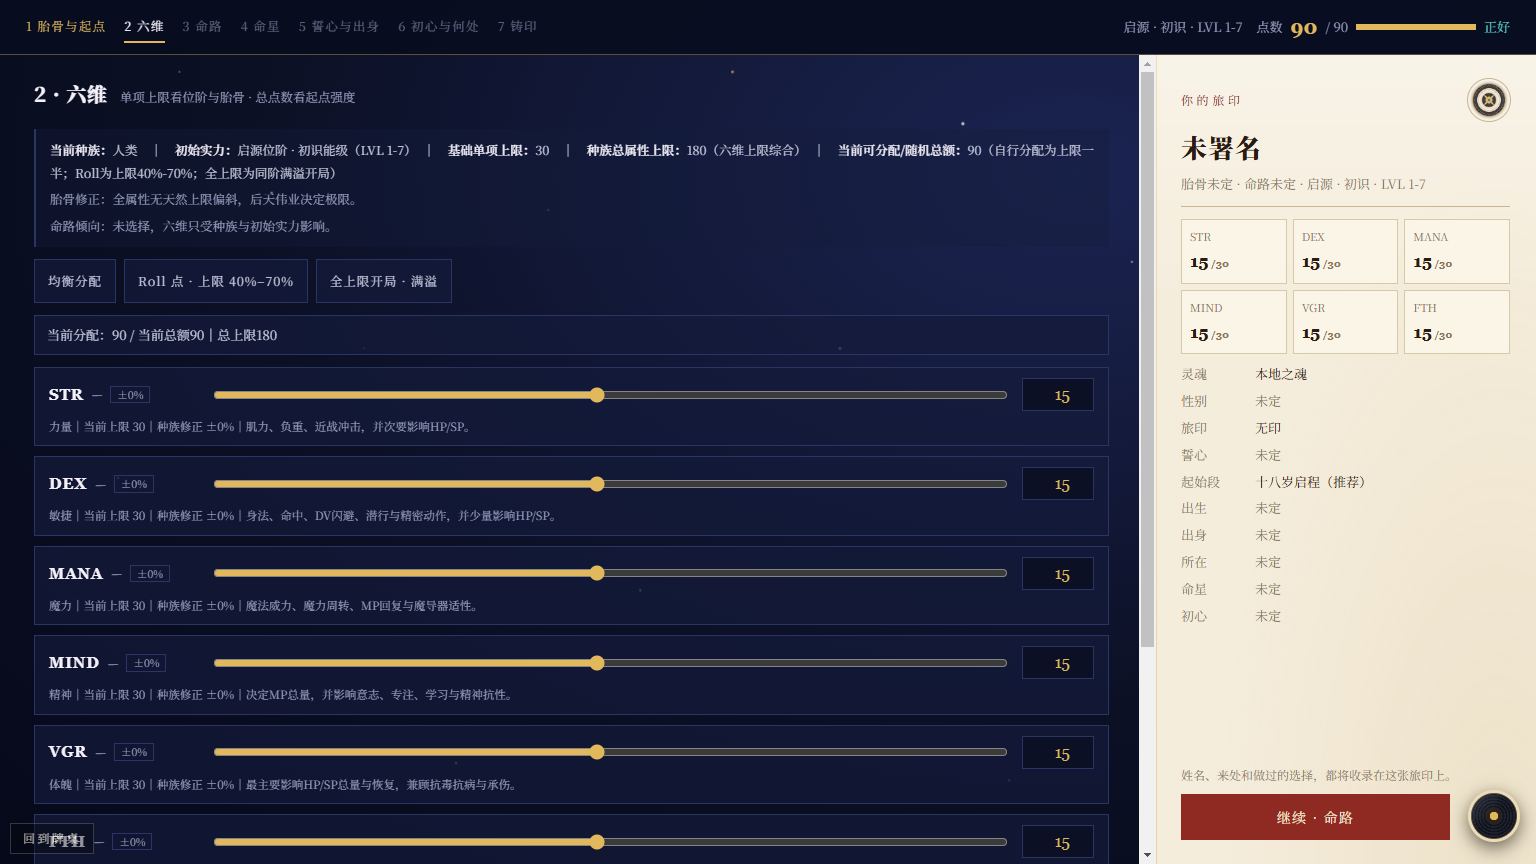 1 胎骨与起点 2 六维 3 命路 4 命星 5 誓心与出身 6 初心与何处 7 铸印
启源 · 初识 · LVL 1-7 点数 90 / 90 正好
2 · 六维 单项上限看位阶与胎骨 · 总点数看起点强度
当前种族：人类 | 初始实力：启源位阶 · 初识能级（LVL 1-7） | 基础单项上限：30 | 种族总属性上限：180（六维上限综合） | 当前可分配/随机总额：90（自行分配为上限一
半；Roll为上限40%-70%；全上限为同阶满溢开局）
胎骨修正：全属性无天然上限偏斜，后天伟业决定极限。
命路倾向：未选择，六维只受种族与初始实力影响。
均衡分配 Roll 点 · 上限 40%–70% 全上限开局 · 满溢
当前分配：90 / 当前总额90 | 总上限180
STR — ±0% 15
力量 | 当前上限 30 | 种族修正 ±0% | 肌力、负重、近战冲击，并次要影响HP/SP。
DEX — ±0% 15
敏捷 | 当前上限 30 | 种族修正 ±0% | 身法、命中、DV闪避、潜行与精密动作，并少量影响HP/SP。
MANA — ±0% 15
魔力 | 当前上限 30 | 种族修正 ±0% | 魔法威力、魔力周转、MP回复与魔导器适性。
MIND — ±0% 15
精神 | 当前上限 30 | 种族修正 ±0% | 决定MP总量，并影响意志、专注、学习与精神抗性。
VGR — ±0% 15
体魄 | 当前上限 30 | 种族修正 ±0% | 最主要影响HP/SP总量与恢复，兼顾抗毒抗病与承伤。
FTH — ±0% 15
回到
你的旅印
未署名
胎骨未定 · 命路未定 · 启源 · 初识 · LVL 1-7
STR DEX MANA
15 /30 15 /30 15 /30
MIND VGR FTH
15 /30 15 /30 15 /30
灵魂 本地之魂
性别 未定
旅印 无印
誓心 未定
起始段 十八岁启程（推荐）
出生 未定
出身 未定
所在 未定
命星 未定
初心 未定
姓名、来处和做过的选择，都将收录在这张旅印上。
继续 · 命路